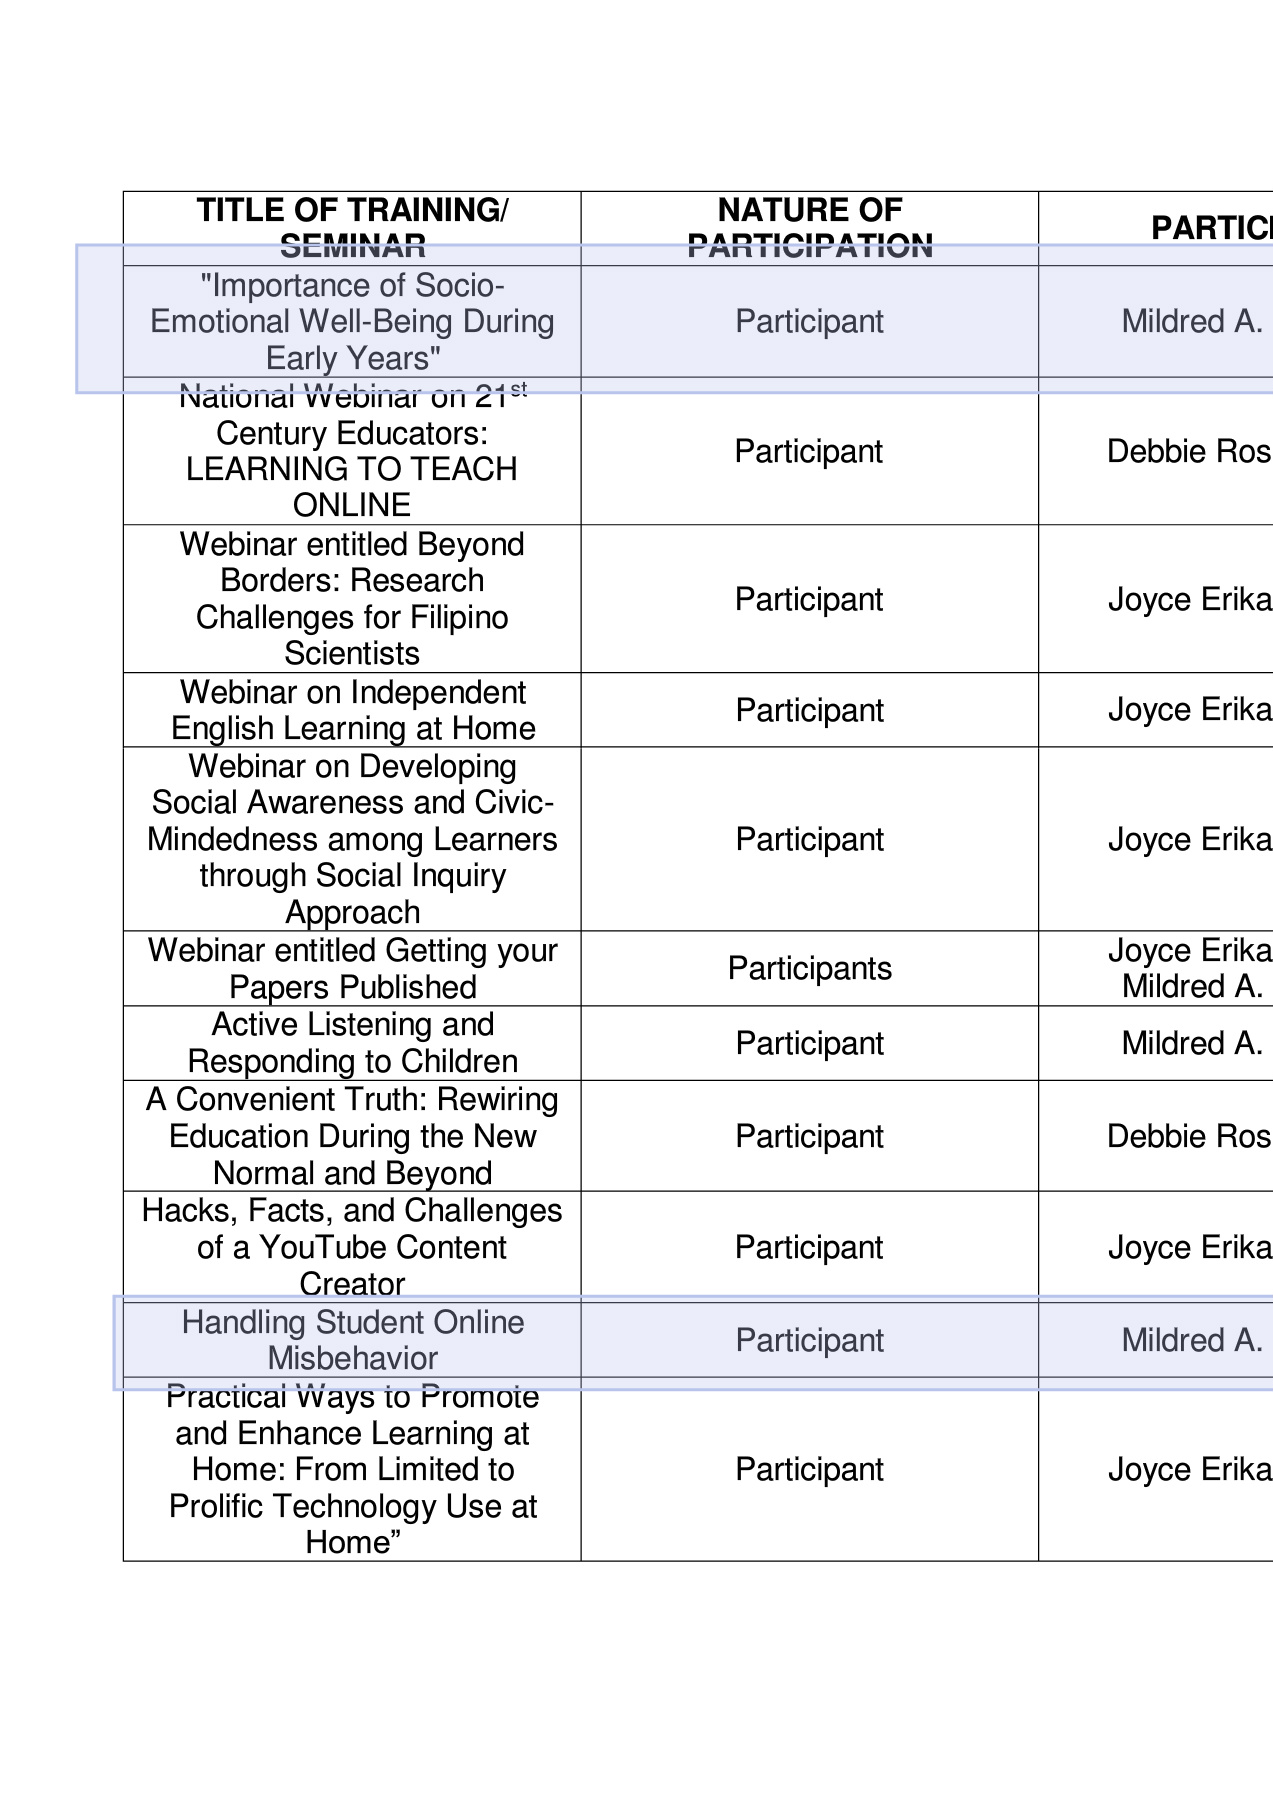 TITLE OF TRAINING/
SEMINAR
NATURE OF
PARTICIPATION
"Importance of Socio-
Emotional Well-Being During
Early Years"
Participant
Mildred A.
National Webinar on 21st
Century Educators:
LEARNING TO TEACH
ONLINE
Participant
Debbie Ros
Webinar entitled Beyond
Borders: Research
Challenges for Filipino
Scientists
Participant
Joyce Erika
Webinar on Independent
English Learning at Home
Participant
Joyce Erika
Webinar on Developing
Social Awareness and Civic-
Mindedness among Learners
through Social Inquiry
Approach
Participant
Joyce Erika
Webinar entitled Getting your
Papers Published
Participants
Joyce Erika
Mildred A.
Active Listening and
Responding to Children
Participant
Mildred A.
A Convenient Truth: Rewiring
Education During the New
Normal and Beyond
Participant
Debbie Ros
Hacks, Facts, and Challenges
of a YouTube Content
Creator
Participant
Joyce Erika
Handling Student Online
Misbehavior
Participant
Mildred A.
Practical Ways to Promote
and Enhance Learning at
Home: From Limited to
Prolific Technology Use at
Home”
Participant
Joyce Erika